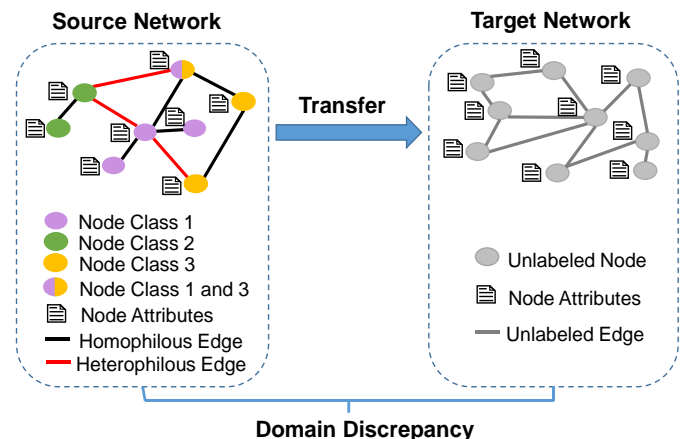 Source Network
Target Network
Transfer
Node Class 1
Node Class 2
Node Class 3
Node Class 1 and 3
Node Attributes
Homophilous Edge
Heterophilous Edge
Unlabeled Node
Node Attributes
Unlabeled Edge
Domain Discrepancy